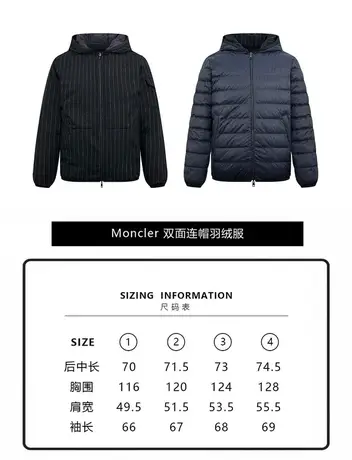 Moncler 双面连帽羽绒服
SIZING INFORMATION
尺码表
SIZE 1 2 3 4
后中长 70 71.5 73 74.5
胸围 116 120 124 128
肩宽 49.5 51.5 53.5 55.5
袖长 66 67 68 69